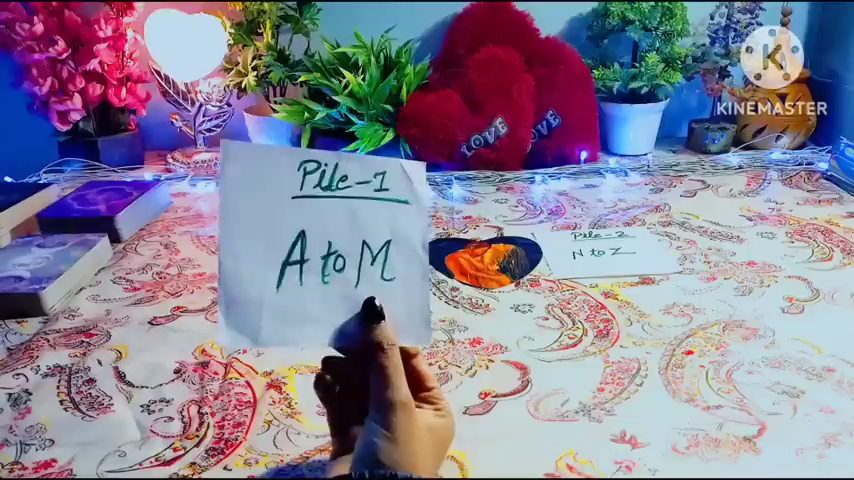 KINEMASTER
LOVE
LOVE
Pile-1
A to M
Pile-2
N to Z